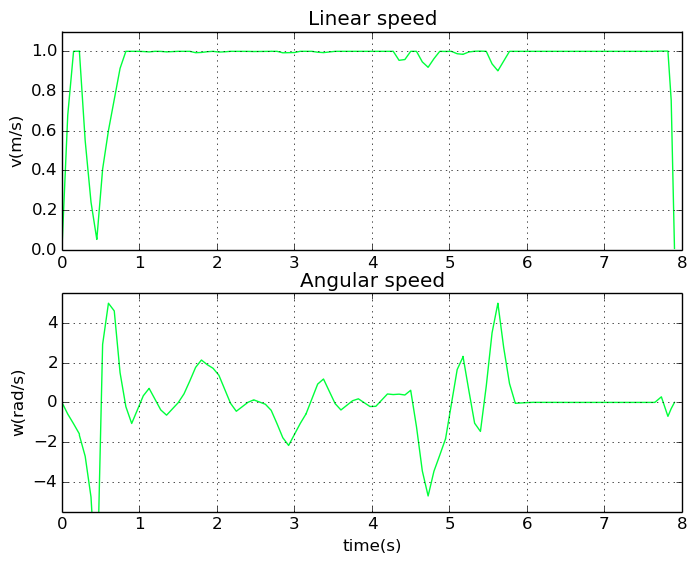 Linear speed
1.0
0.8
0.6
0.4
0.2
0.0
v(m/s)
0 1 2 3 4 5 6 7 8
Angular speed
4
2
0
−2
−4
w(rad/s)
0 1 2 3 4 5 6 7 8
time(s)